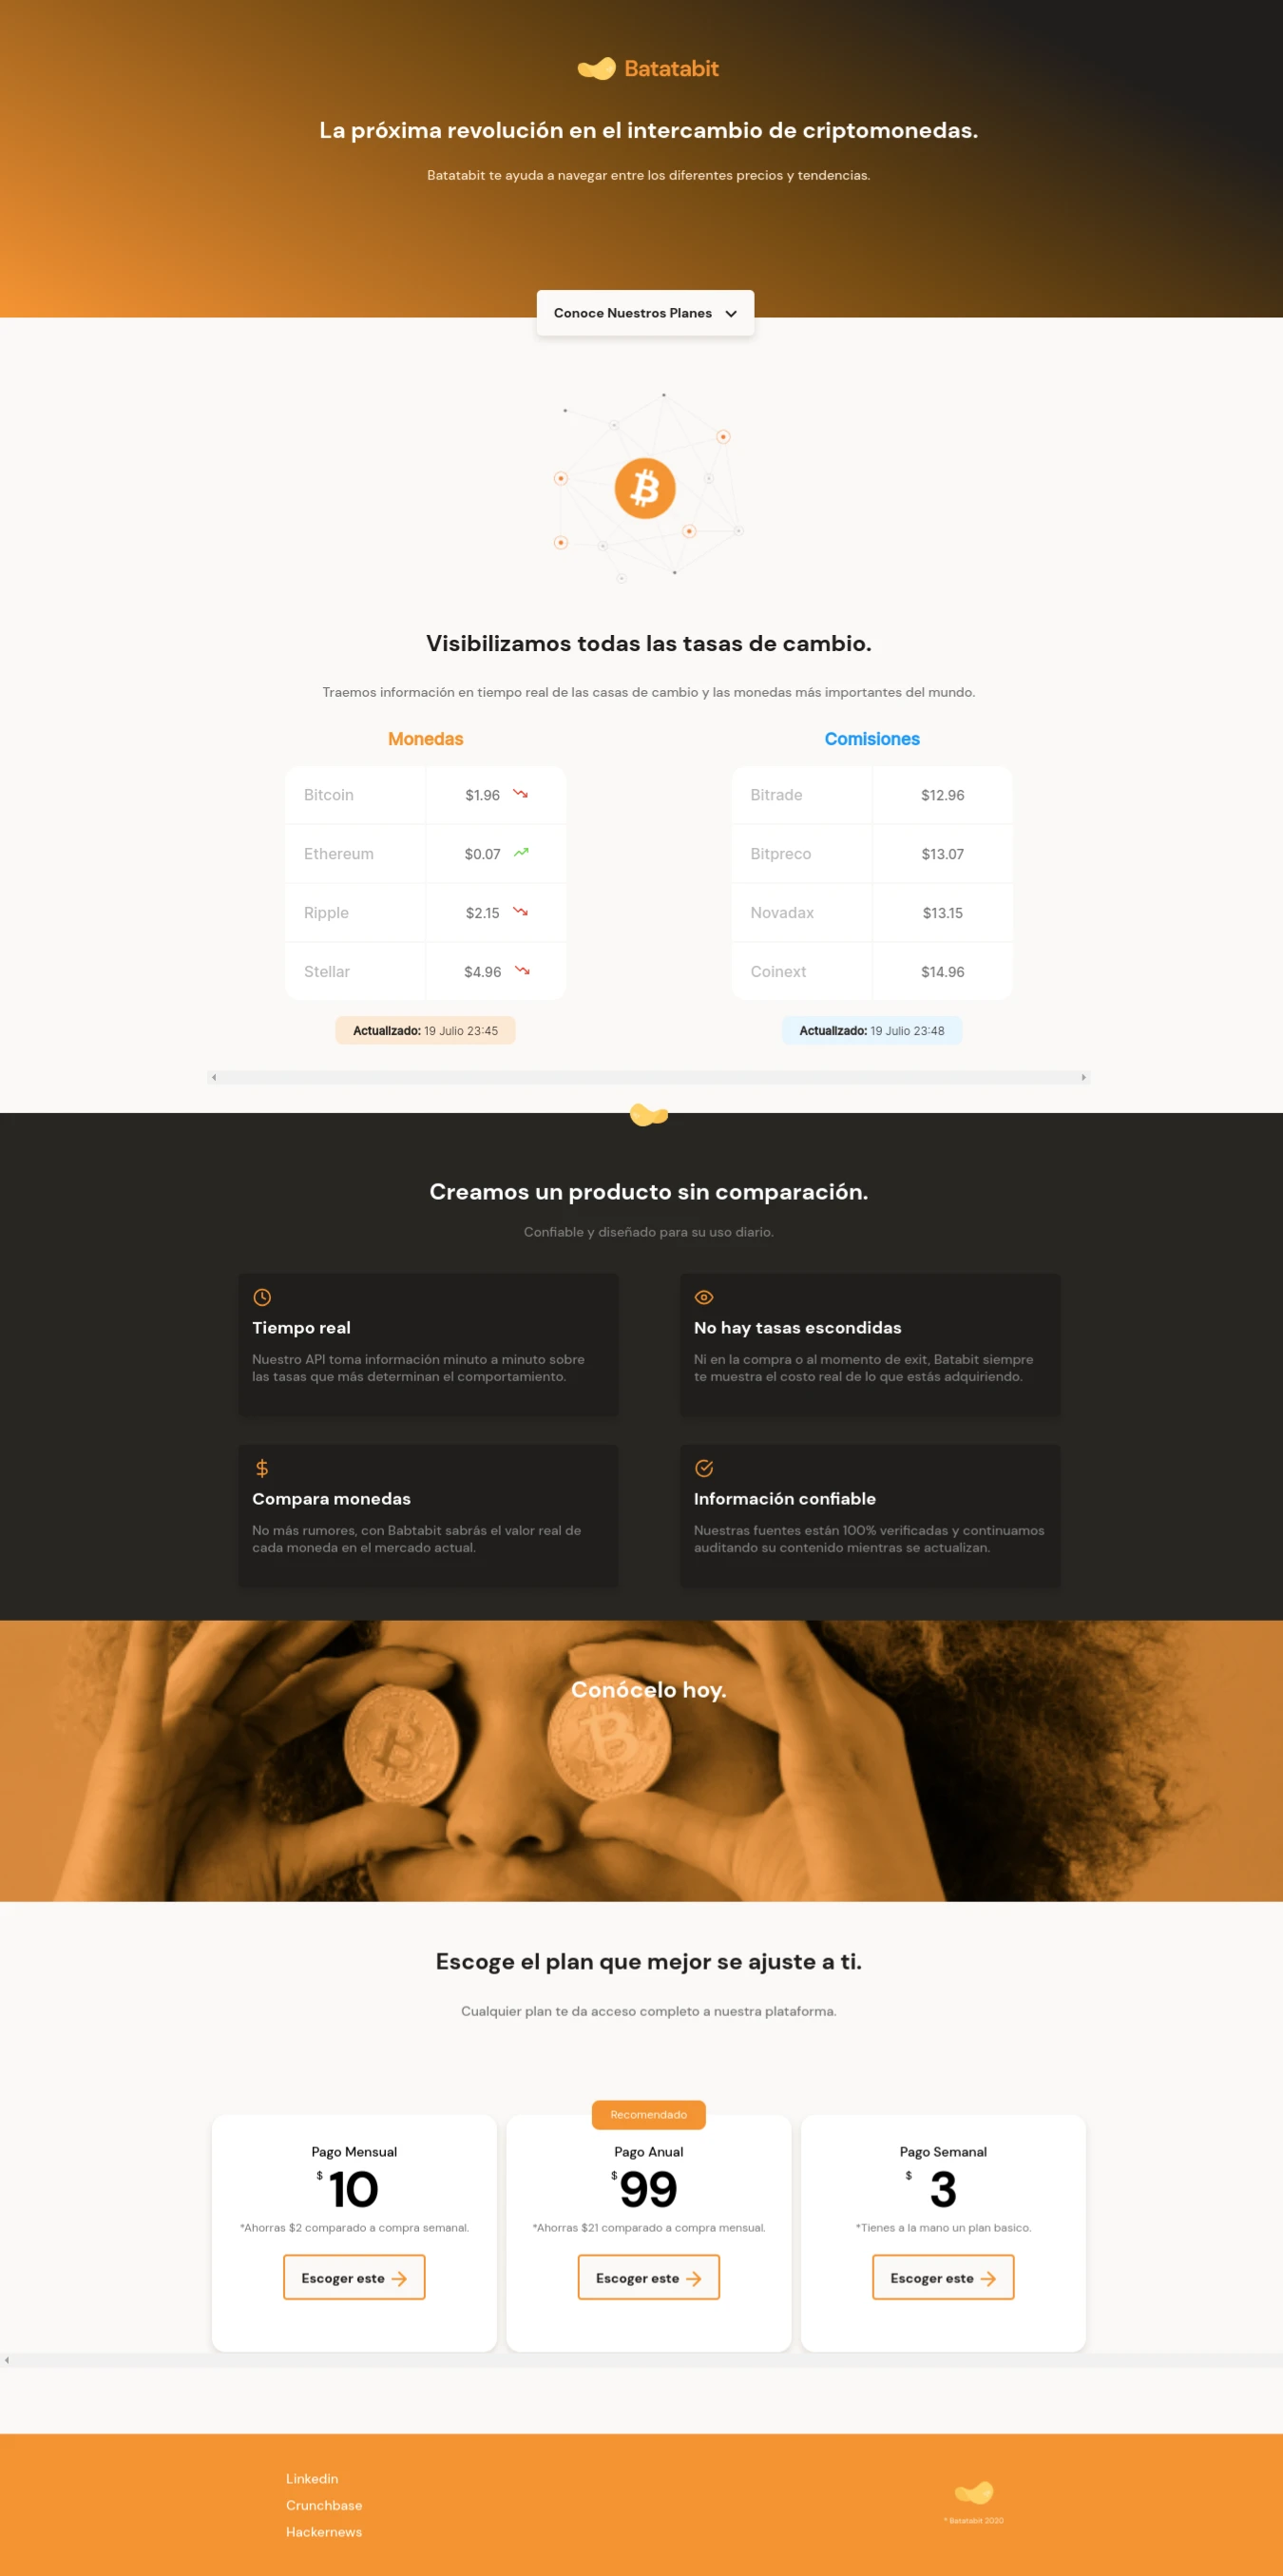 Batatabit
La próxima revolución en el intercambio de criptomonedas.
Batatabit te ayuda a navegar entre los diferentes precios y tendencias.
Conoce Nuestros Planes
Visibilizamos todas las tasas de cambio.
Traemos información en tiempo real de las casas de cambio y las monedas más importantes del mundo.
Monedas
Bitcoin $1.96
Ethereum $0.07
Ripple $2.15
Stellar $4.96
Actualizado: 19 Julio 23:45
Comisiones
Bitrade $12.96
Bitpreco $13.07
Novadax $13.15
Coinext $14.96
Actualizado: 19 Julio 23:48
Creamos un producto sin comparación.
Confiable y diseñado para su uso diario.
Tiempo real
Nuestro API toma información minuto a minuto sobre
las tasas que más determinan el comportamiento.
No hay tasas escondidas
Ni en la compra o al momento de exit, Batabit siempre
te muestra el costo real de lo que estás adquiriendo.
Compara monedas
No más rumores, con Babtabit sabrás el valor real de
cada moneda en el mercado actual.
Información confiable
Nuestras fuentes están 100% verificadas y continuamos
auditando su contenido mientras se actualizan.
Conócelo hoy.
Escoge el plan que mejor se ajuste a ti.
Cualquier plan te da acceso completo a nuestra plataforma.
Pago Mensual
$ 10
*Ahorras $2 comparado a compra semanal.
Escoger este
Recomendado
Pago Anual
$ 99
*Ahorras $21 comparado a compra mensual.
Escoger este
Pago Semanal
$ 3
*Tienes a la mano un plan basico.
Escoger este
Linkedin
Crunchbase
Hackernews
* Batatabit 2020